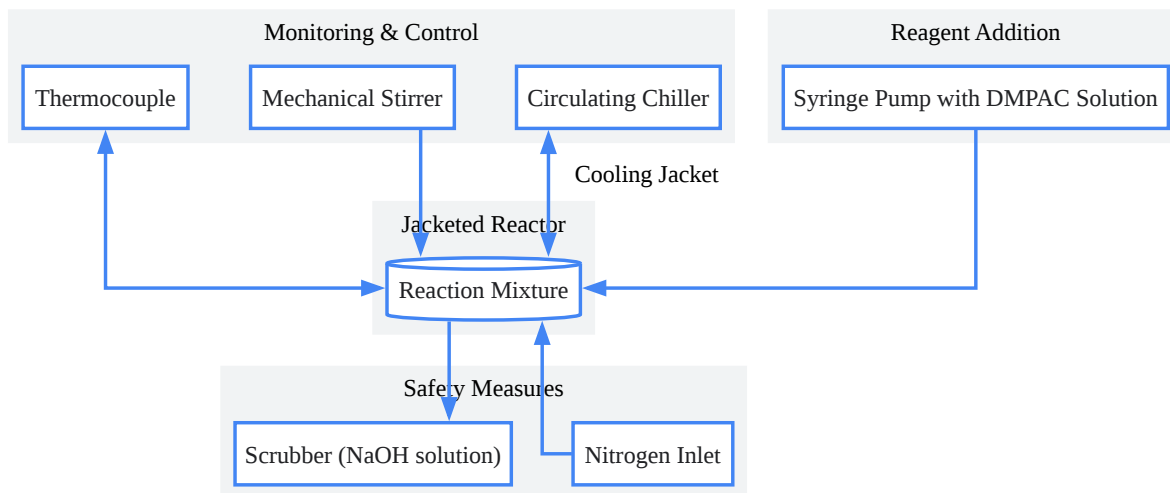 Monitoring & Control
Reagent Addition
Thermocouple
Mechanical Stirrer
Circulating Chiller
Syringe Pump with DMPAC Solution
Cooling Jacket
Jacketed Reactor
Reaction Mixture
Safety Measures
Scrubber (NaOH solution)
Nitrogen Inlet